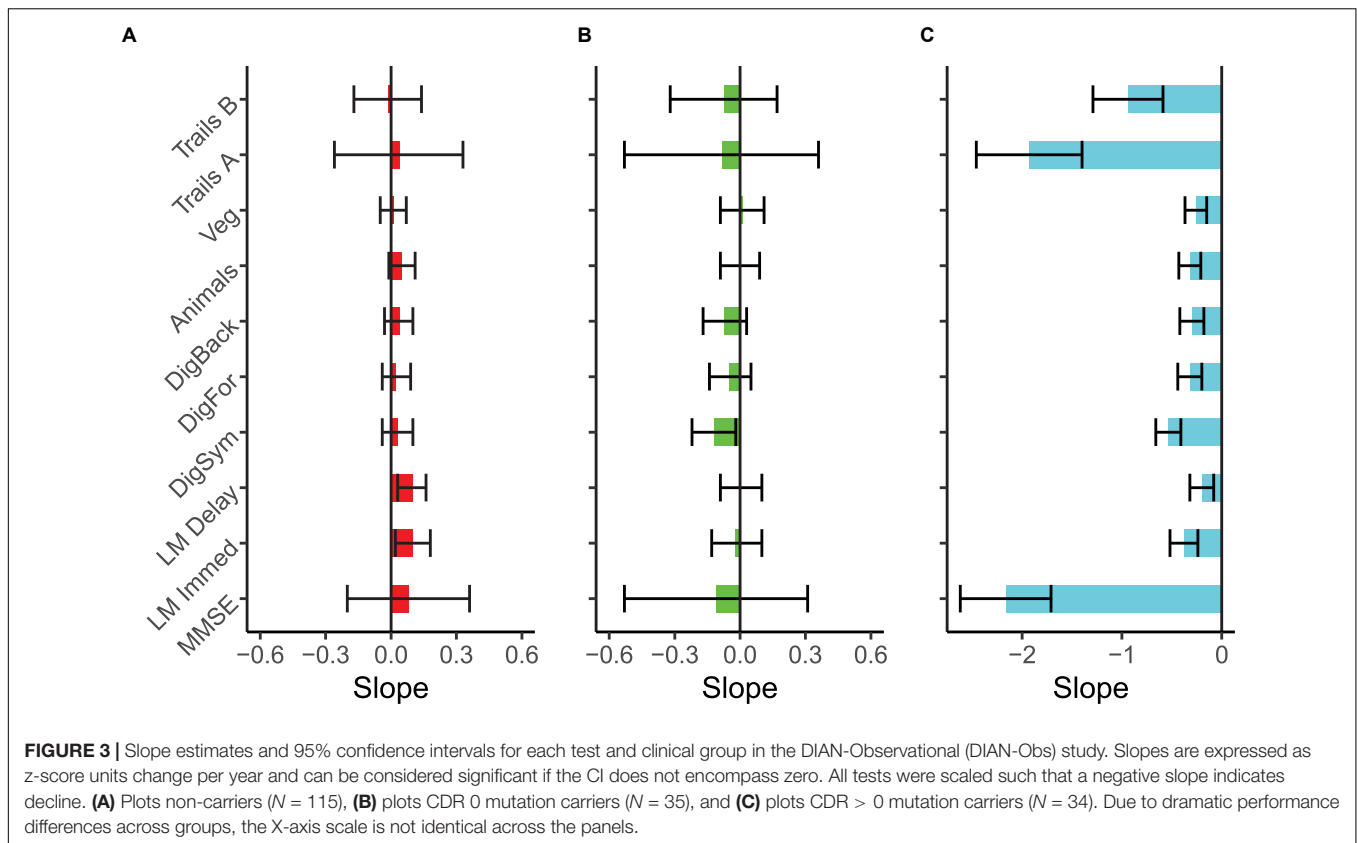 A
B
C
Trails B
Trails A
Veg
Animals
DigBack
DigFor
DigSym
LM Delay
LM Immed
MMSE
−0.6 −0.3 0.0 0.3 0.6
−0.6 −0.3 0.0 0.3 0.6
−2 −1 0
Slope
Slope
Slope
FIGURE 3 | Slope estimates and 95% confidence intervals for each test and clinical group in the DIAN-Observational (DIAN-Obs) study. Slopes are expressed as
z-score units change per year and can be considered significant if the CI does not encompass zero. All tests were scaled such that a negative slope indicates
decline. (A) Plots non-carriers (N = 115), (B) plots CDR 0 mutation carriers (N = 35), and (C) plots CDR > 0 mutation carriers (N = 34). Due to dramatic performance
differences across groups, the X-axis scale is not identical across the panels.